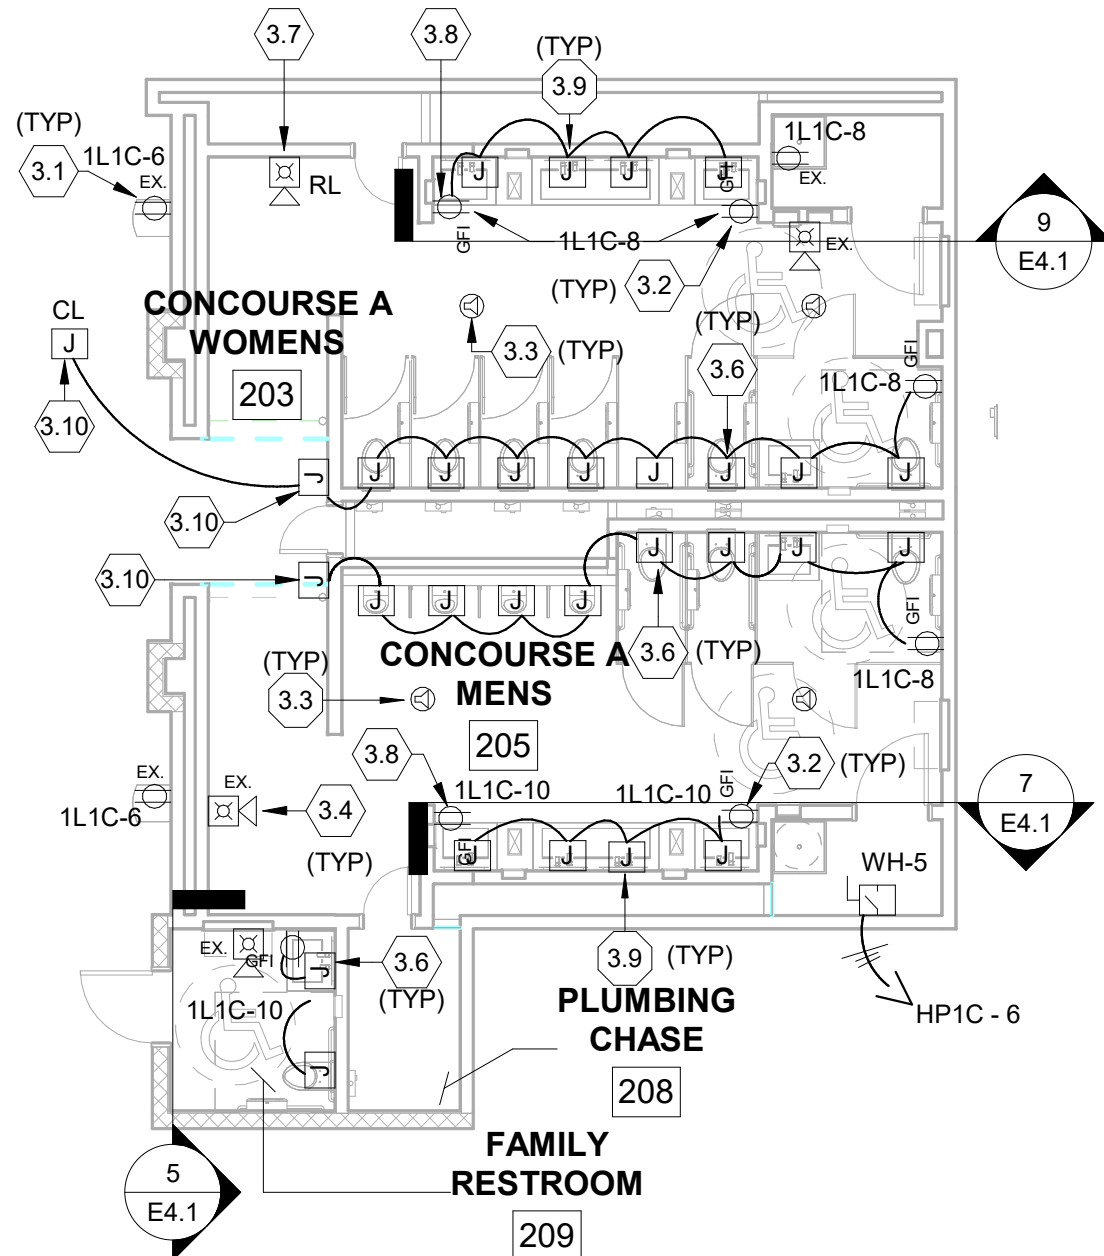 3.7
3.8
(TYP)
3.9
(TYP)
3.1
1L1C-6
EX.
RL
1L1C-8
EX.
GFI
GFI
1L1C-8
3.2
(TYP)
EX.
9
E4.1
CONCOURSE A
WOMENS
203
CL
J
3.10
3.3
(TYP)
(TYP)
3.6
1L1C-8
GFI
J
J
J
J
J
J
J
J
J
J
J
J
J
3.10
3.10
J
J
J
J
J
J
J
J
J
GFI
CONCOURSE A
MENS
205
3.6
(TYP)
1L1C-8
(TYP)
3.3
3.8
3.2
(TYP)
GFI
EX.
1L1C-6
EX.
3.4
(TYP)
1L1C-10
1L1C-10
GFI
J
J
J
J
7
E4.1
WH-5
HP1C - 6
EX.
GFI
J
3.6
(TYP)
1L1C-10
J
3.9
(TYP)
PLUMBING
CHASE
208
FAMILY
RESTROOM
209
5
E4.1